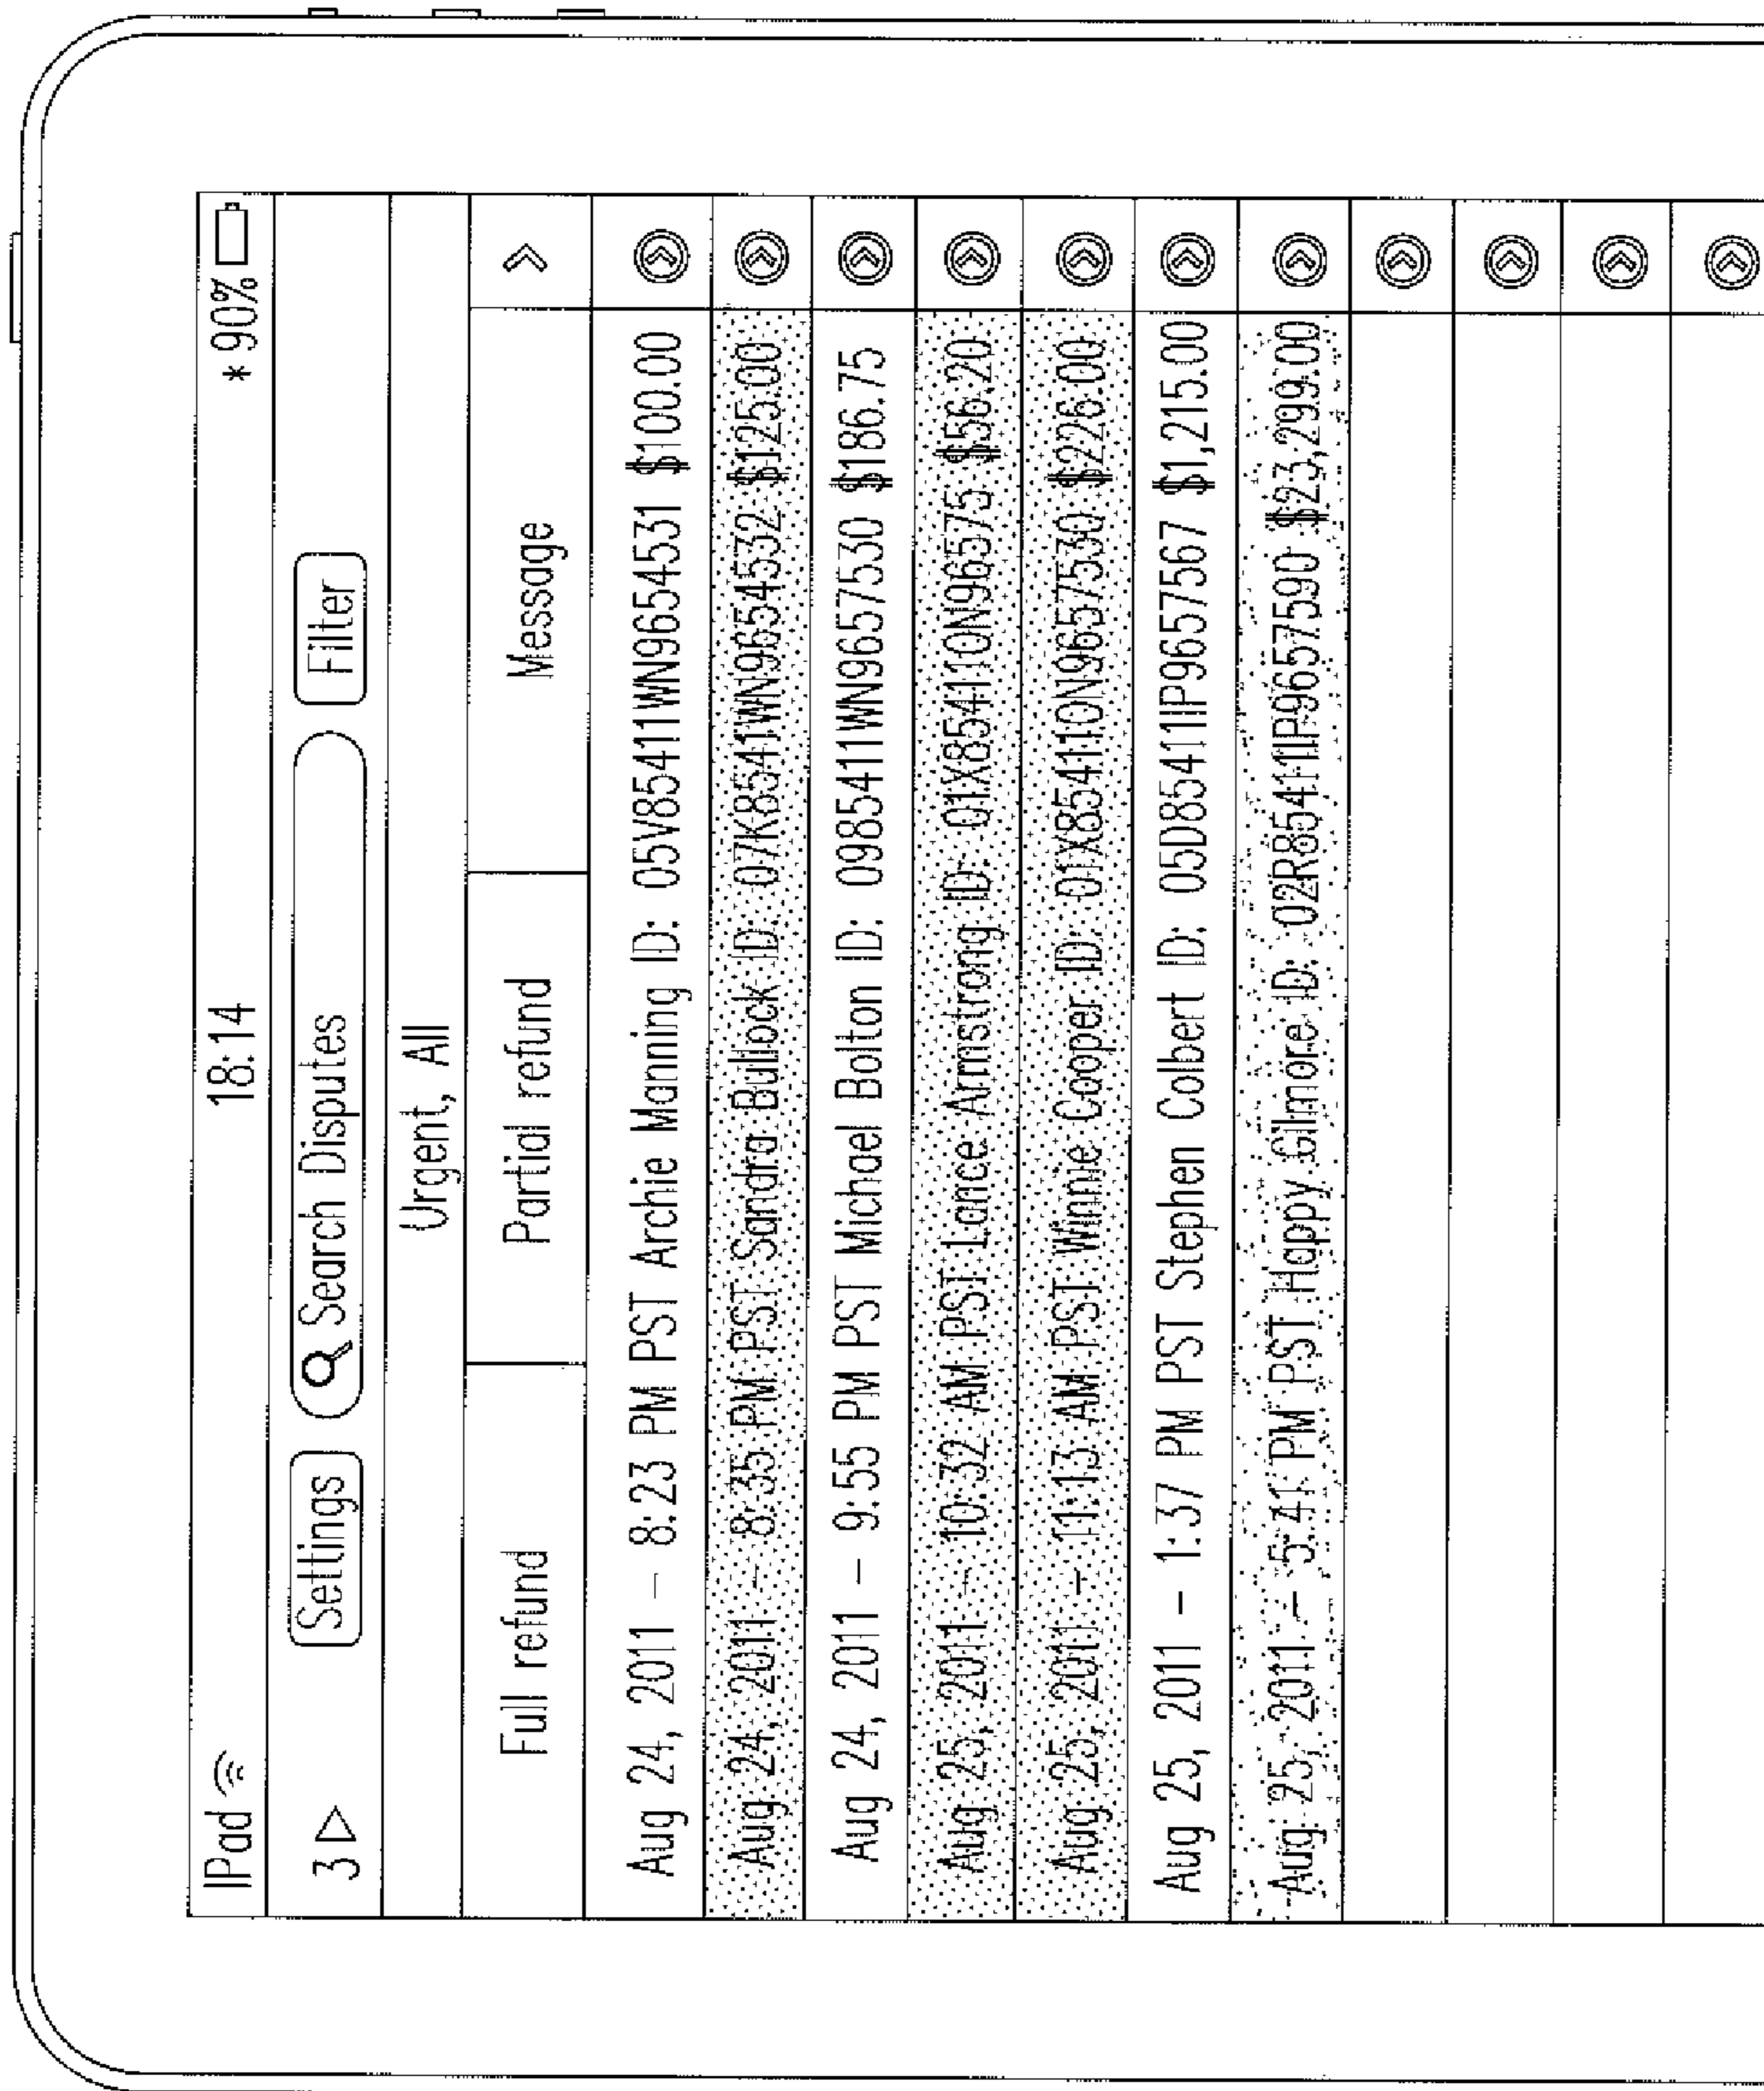 IPad 18:14 * 90%
3 Settings Search Disputes Filter
Urgent, All
Full refund Partial refund Message >
Aug 24, 2011 – 8:23 PM PST Archie Manning ID: 05V85411WN9654531 $100.00
Aug 24, 2011 – 8:35 PM PST Sandra Bullock ID: 07K8541WN9654532 $125.00
Aug 24, 2011 – 9:55 PM PST Michael Bolton ID: 0985411WN9657530 $186.75
Aug 25, 2011 – 10:32 AM PST Lance Armstrong ID: 01X85411ON96575 $56.20
Aug 25, 2011 – 11:13 AM PST Winnie Cooper ID: 01X85411ON9657530 $226.00
Aug 25, 2011 – 1:37 PM PST Stephen Colbert ID: 05D85411P9657567 $1,215.00
Aug 25, 2011 – 5:41 PM PST Happy Gilmore ID: 02R85411P9657590 $23,299.00